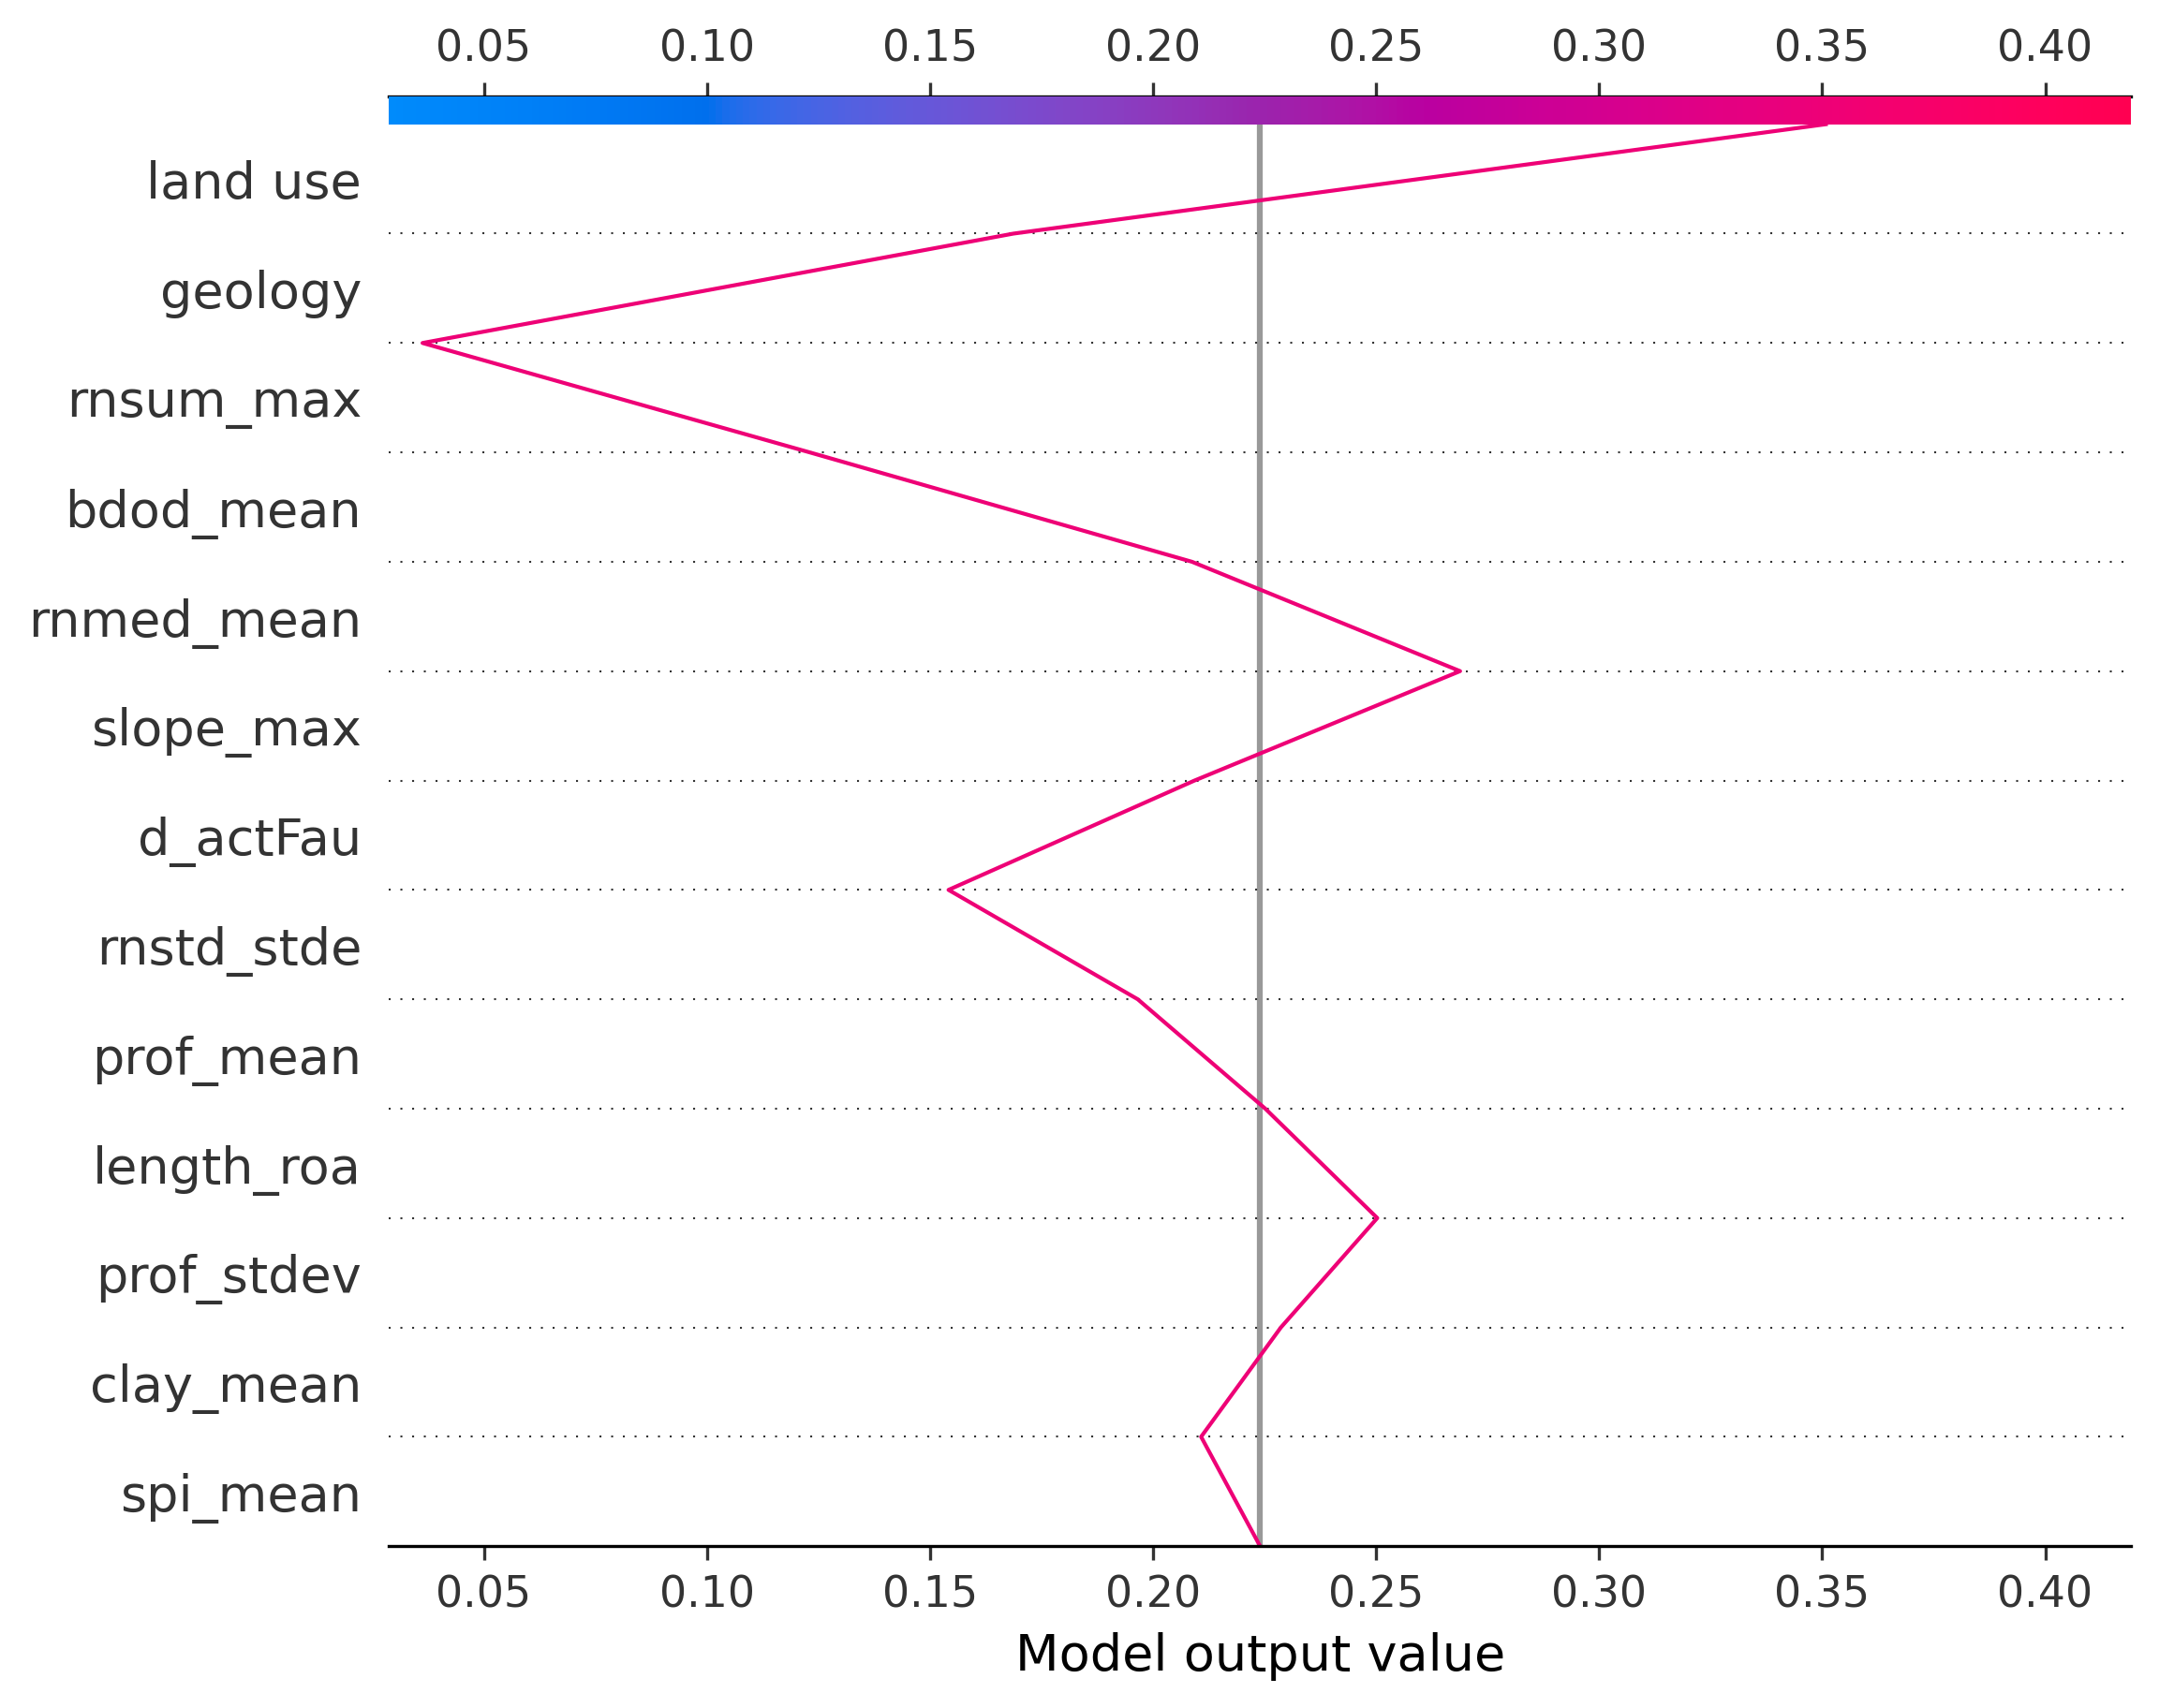 0.05 0.10 0.15 0.20 0.25 0.30 0.35 0.40
land use
geology
rnsum_max
bdod_mean
rnmed_mean
slope_max
d_actFau
rnstd_stde
prof_mean
length_roa
prof_stdev
clay_mean
spi_mean
0.05 0.10 0.15 0.20 0.25 0.30 0.35 0.40
Model output value